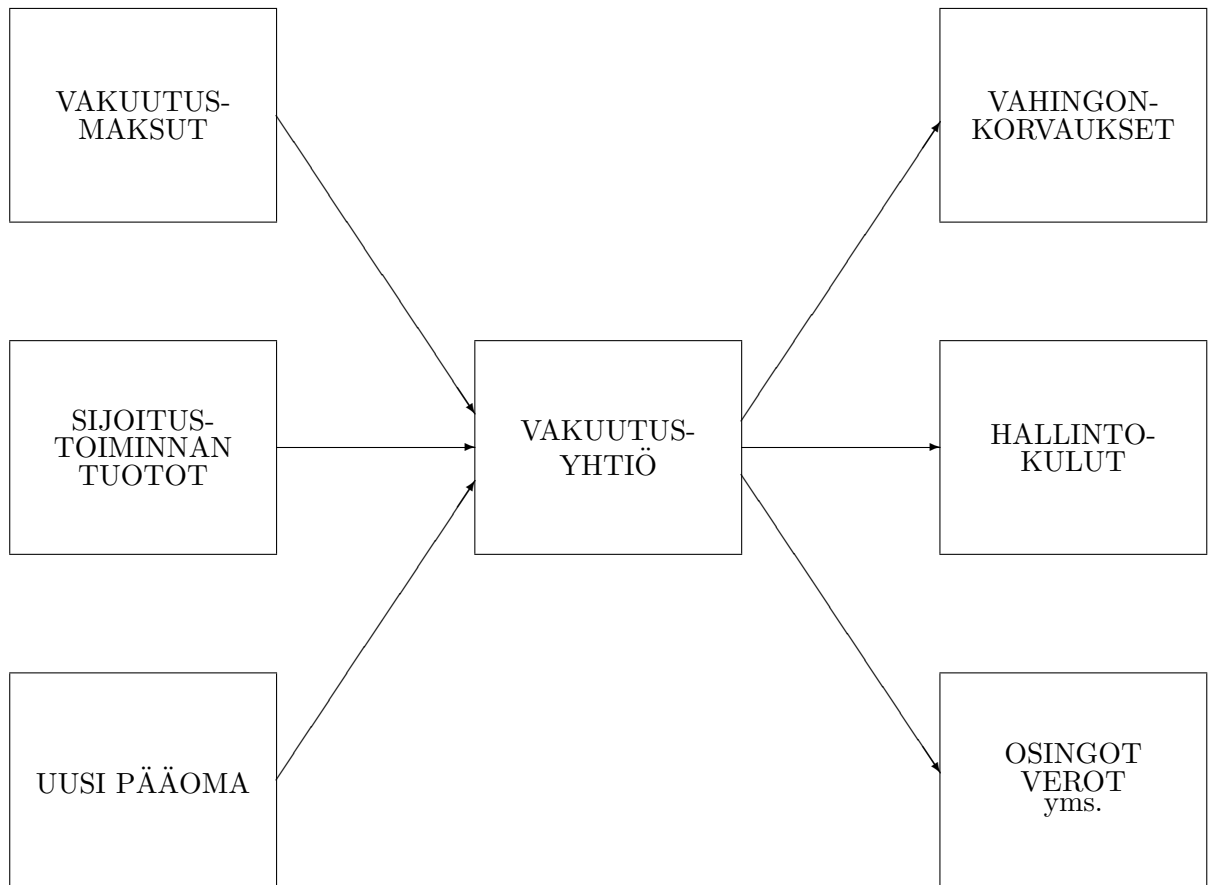 VAKUUTUS-
MAKSUT
VAHINGON-
KORVAUKSET
SIJOITUS-
TOIMINNAN
TUOTOT
VAKUUTUS-
YHTIÖ
HALLINTO-
KULUT
UUSI PÄÄOMA
OSINGOT
VEROT
yms.